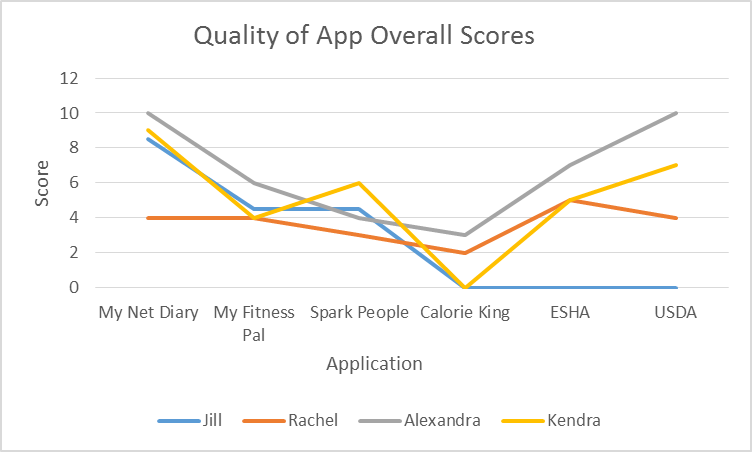 Quality of App Overall Scores
12
10
8
6
4
2
0
Score
My Net Diary My Fitness Pal Spark People Calorie King ESHA USDA
Application
Jill Rachel Alexandra Kendra